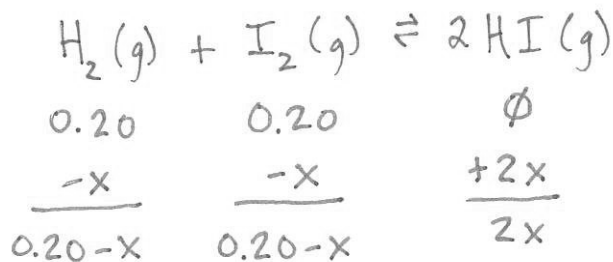 H₂(g) + I₂(g) ⇌ 2HI(g)
0.20 0.20 ∅
-x -x +2x
0.20-x 0.20-x 2x